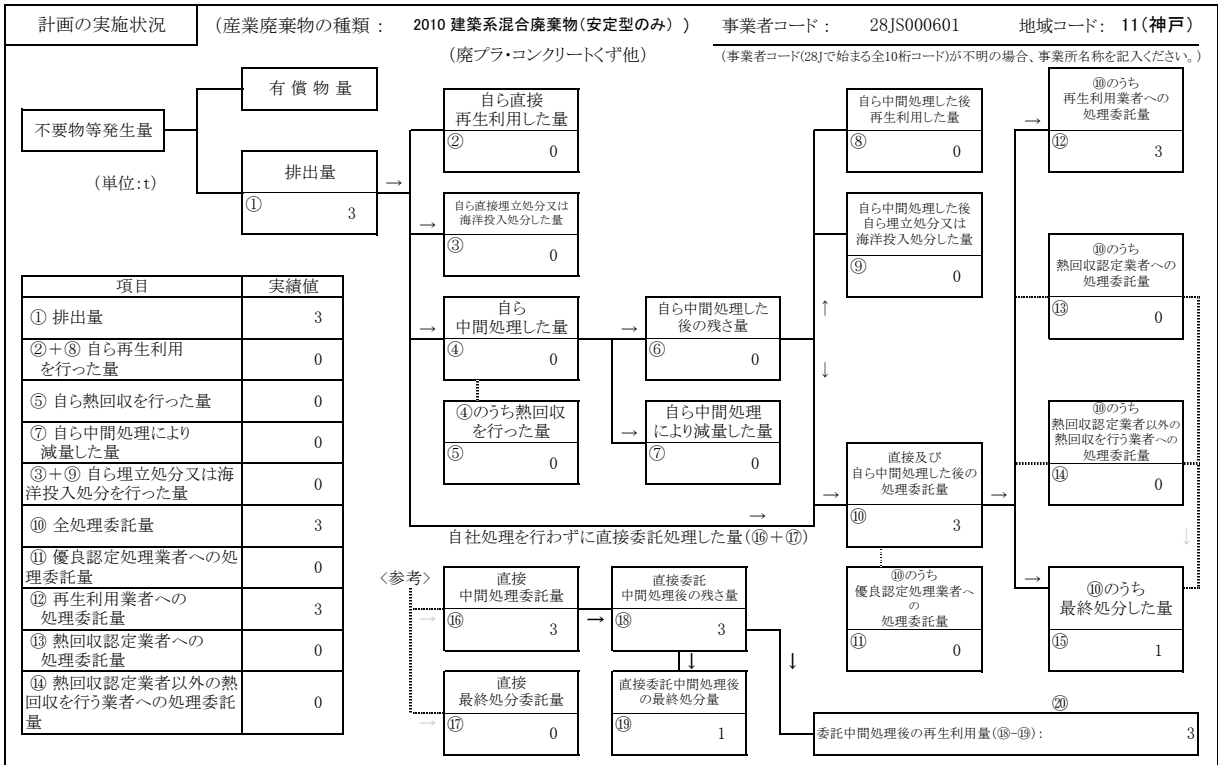 計画の実施状況
(産業廃棄物の種類： 2010 建築系混合廃棄物(安定型のみ) )
事業者コード： 28JS000601
地域コード： 11(神戸)
(廃プラ・コンクリートくず他)
(事業者コード(28Jで始まる全10桁コード)が不明の場合、事業所名称を記入ください。)
不要物等発生量
(単位:t)
有 償 物 量
排出量
→
① 3
自ら直接
再生利用した量
② 0
→
自ら直接埋立処分又は
海洋投入処分した量
③ 0
→
自ら
中間処理した量
④ 0
④のうち熱回収
を行った量
⑤ 0
→
自ら中間処理した
後の残さ量
⑥ 0
→
自ら中間処理
により減量した量
⑦ 0
自ら中間処理した後
再生利用した量
⑧ 0
自ら中間処理した後
自ら埋立処分又は
海洋投入処分した量
⑨ 0
↑
↓
→
直接及び
自ら中間処理した後の
処理委託量
→
⑩ 3
⑩のうち
優良認定処理業者へ
の
処理委託量
⑪ 0
→
⑩のうち
再生利用業者への
処理委託量
⑫ 3
⑩のうち
熱回収認定業者への
処理委託量
⑬ 0
⑩のうち
熱回収認定業者以外の
熱回収を行う業者への
処理委託量
⑭ 0
↓
→
⑩のうち
最終処分した量
⑮ 1
項目 実績値
① 排出量 3
②＋⑧ 自ら再生利用
を行った量 0
⑤ 自ら熱回収を行った量 0
⑦ 自ら中間処理により
減量した量 0
③＋⑨ 自ら埋立処分又は海
洋投入処分を行った量 0
⑩ 全処理委託量 3
⑪ 優良認定処理業者への処
理委託量 0
⑫ 再生利用業者への
処理委託量 3
⑬ 熱回収認定業者への
処理委託量 0
⑭ 熱回収認定業者以外の熱
回収を行う業者への処理委託
量 0
→
自社処理を行わずに直接委託処理した量(⑯＋⑰)
〈参考〉
直接
中間処理委託量
→ ⑯ 3
→
直接委託
中間処理後の残さ量
⑱ 3
↓
↓
直接
最終処分委託量
→ ⑰ 0
直接委託中間処理後
の最終処分量
⑲ 1
⑳
委託中間処理後の再生利用量(⑱-⑲)： 3